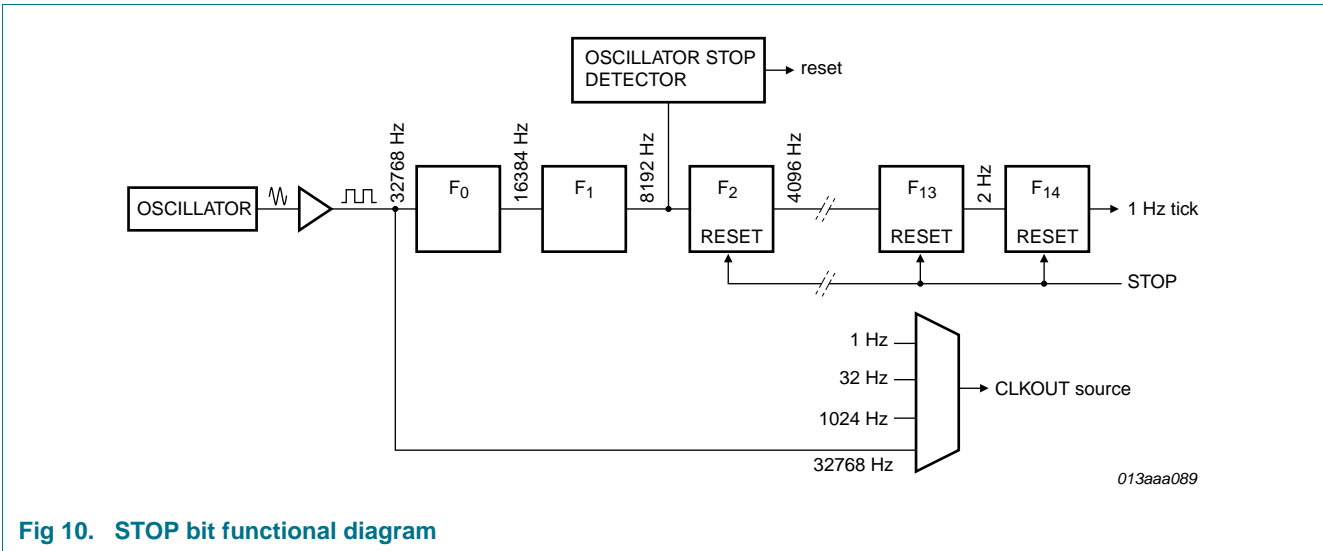 OSCILLATOR STOP
DETECTOR
reset
32768 Hz
16384 Hz
8192 Hz
4096 Hz
2 Hz
OSCILLATOR
F0
F1
F2
RESET
F13
RESET
F14
RESET
1 Hz tick
STOP
1 Hz
32 Hz
1024 Hz
32768 Hz
CLKOUT source
013aaa089
Fig 10. STOP bit functional diagram